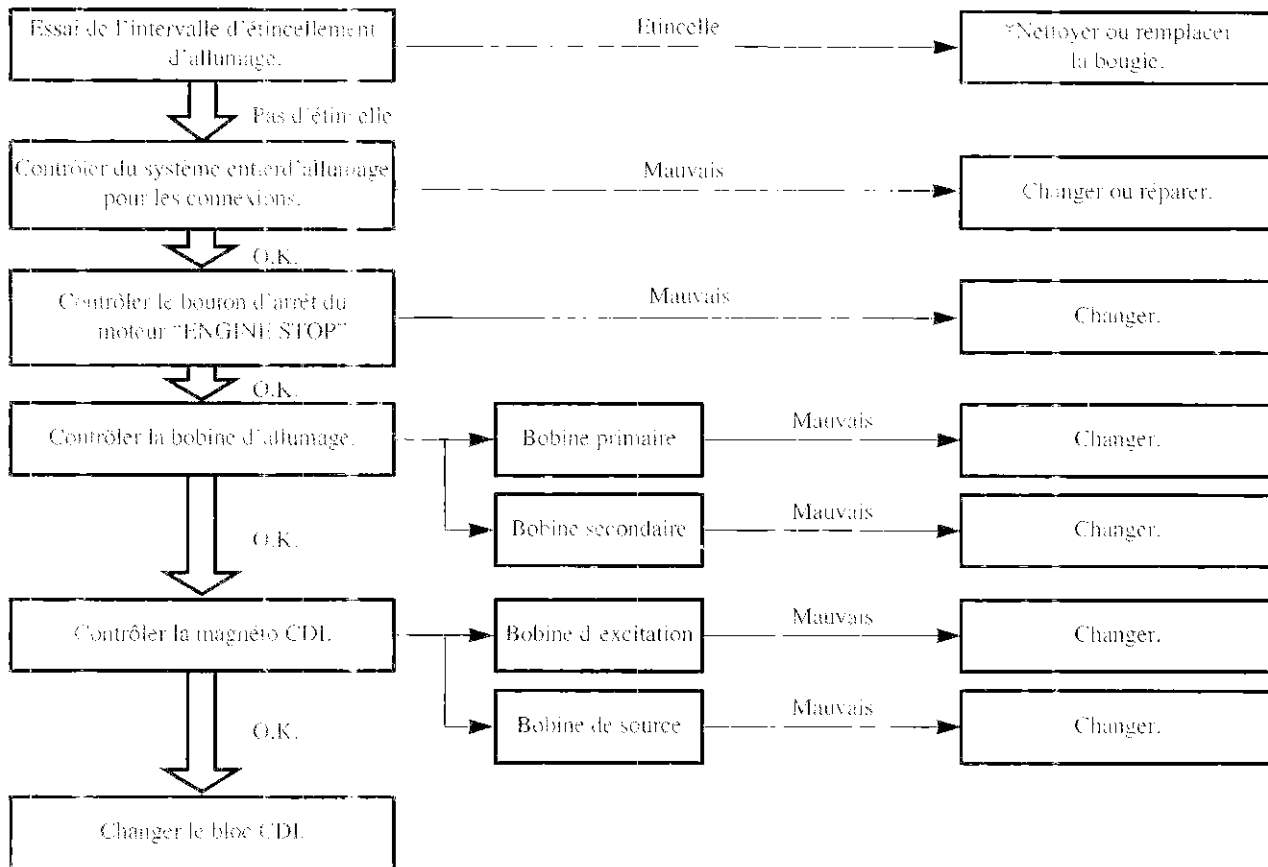 Essai de l'intervalle d'étincellement
d'allumage.
Etincelle
*Nettoyer ou remplacer
la bougie.
Pas d'étincelle
Contrôler du système entierd'allumage
pour les connexions.
Mauvais
Changer ou réparer.
O.K.
Contrôler le bouton d'arrêt du
moteur “ENGINE STOP”
Mauvais
Changer.
O.K.
Contrôler la bobine d'allumage.
Bobine primaire
Mauvais
Changer.
Bobine secondaire
Mauvais
Changer.
O.K.
Contrôler la magnéto CDI.
Bobine d'excitation
Mauvais
Changer.
Bobine de source
Mauvais
Changer.
O.K.
Changer le bloc CDI.